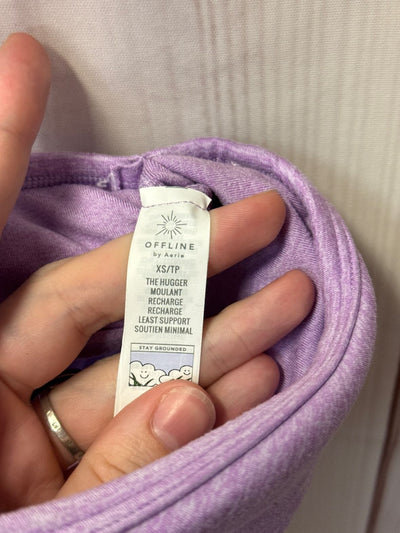 OFFLINE
by Aerie
XS/TP
THE HUGGER
MOULANT
RECHARGE
RECHARGE
LEAST SUPPORT
SOUTIEN MINIMAL
STAY GROUNDED